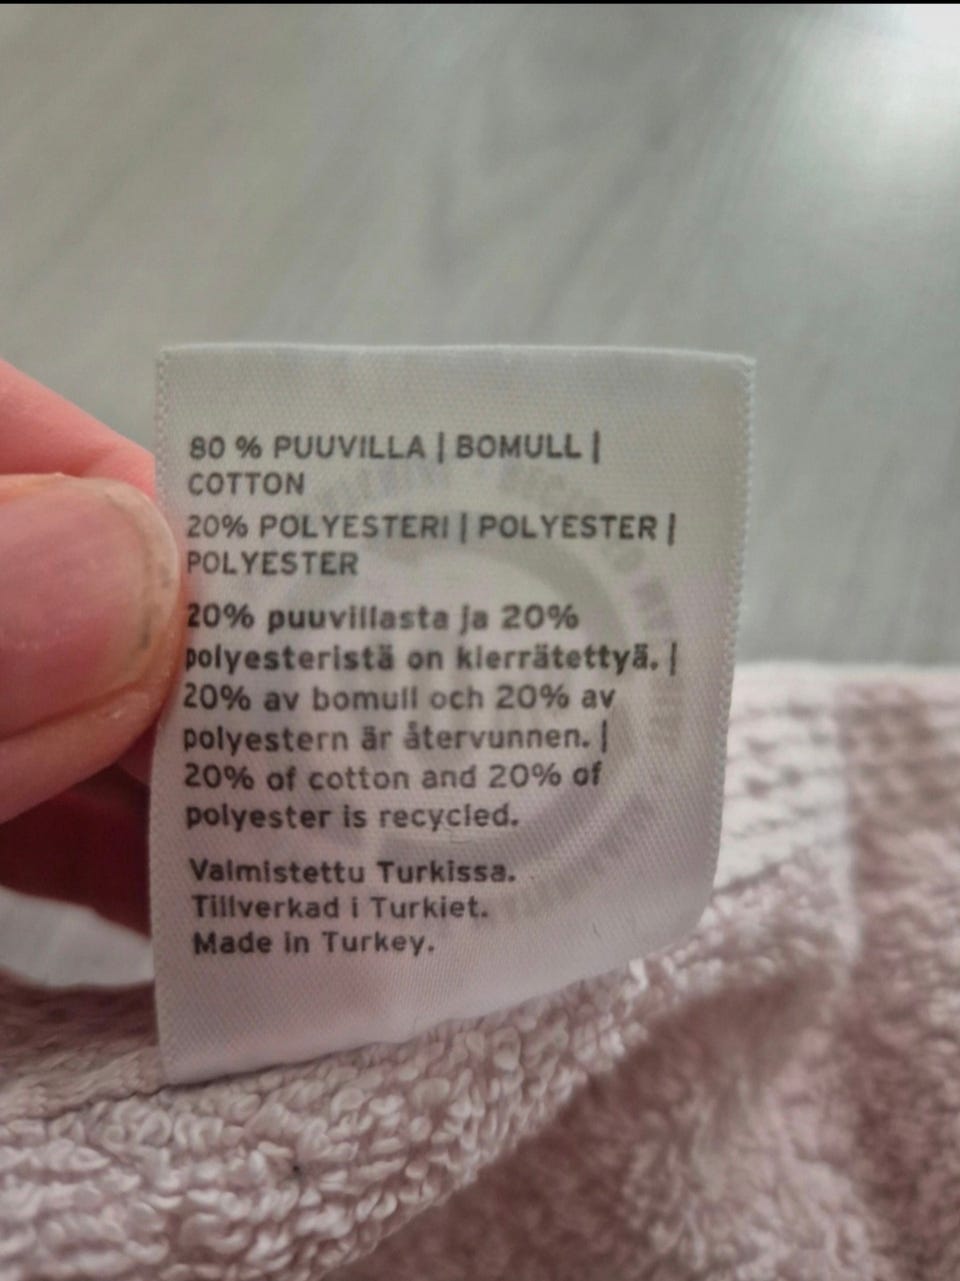 80 % PUUVILLA | BOMULL |
COTTON
20% POLYESTERI | POLYESTER |
POLYESTER
20% puuvillasta ja 20%
polyesteristä on kierrätettyä. |
20% av bomull och 20% av
polyestern är återvunnen. |
20% of cotton and 20% of
polyester is recycled.
Valmistettu Turkissa.
Tillverkad i Turkiet.
Made in Turkey.